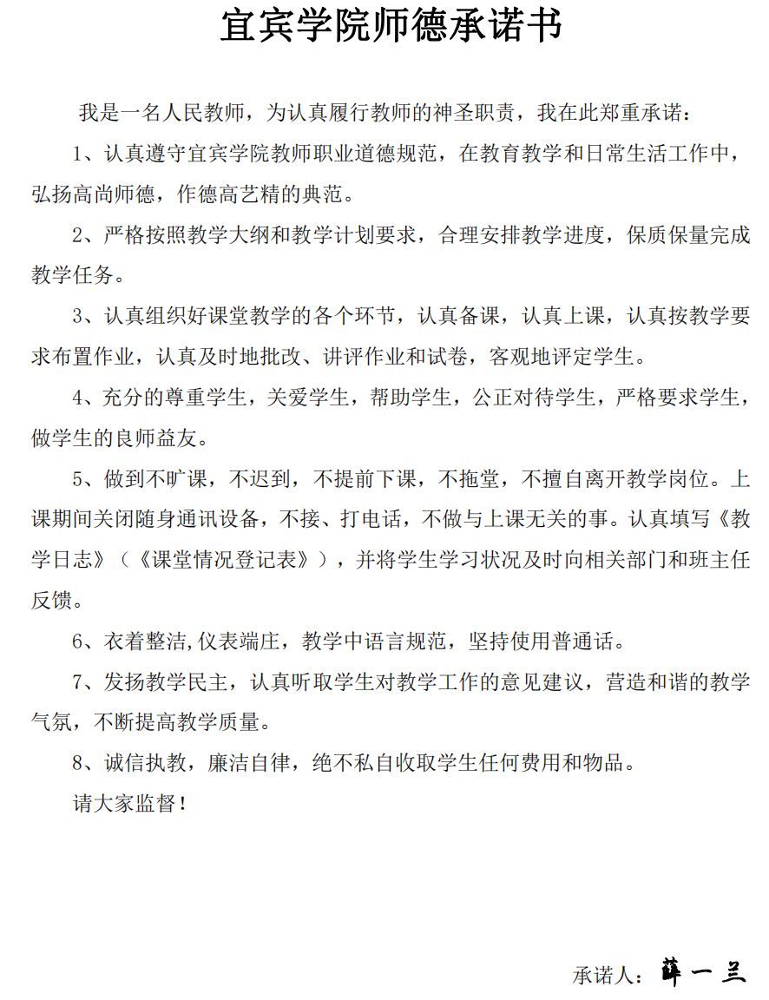 宜宾学院师德承诺书
我是一名人民教师，为认真履行教师的神圣职责，我在此郑重承诺：
1、认真遵守宜宾学院教师职业道德规范，在教育教学和日常生活工作中，
弘扬高尚师德，作德高艺精的典范。
2、严格按照教学大纲和教学计划要求，合理安排教学进度，保质保量完成
教学任务。
3、认真组织好课堂教学的各个环节，认真备课，认真上课，认真按教学要
求布置作业，认真及时地批改、讲评作业和试卷，客观地评定学生。
4、充分的尊重学生，关爱学生，帮助学生，公正对待学生，严格要求学生，
做学生的良师益友。
5、做到不旷课，不迟到，不提前下课，不拖堂，不擅自离开教学岗位。上
课期间关闭随身通讯设备，不接、打电话，不做与上课无关的事。认真填写《教
学日志》（《课堂情况登记表》），并将学生学习状况及时向相关部门和班主任
反馈。
6、衣着整洁,仪表端庄，教学中语言规范，坚持使用普通话。
7、发扬教学民主，认真听取学生对教学工作的意见建议，营造和谐的教学
气氛，不断提高教学质量。
8、诚信执教，廉洁自律，绝不私自收取学生任何费用和物品。
请大家监督！
承诺人：薛一兰